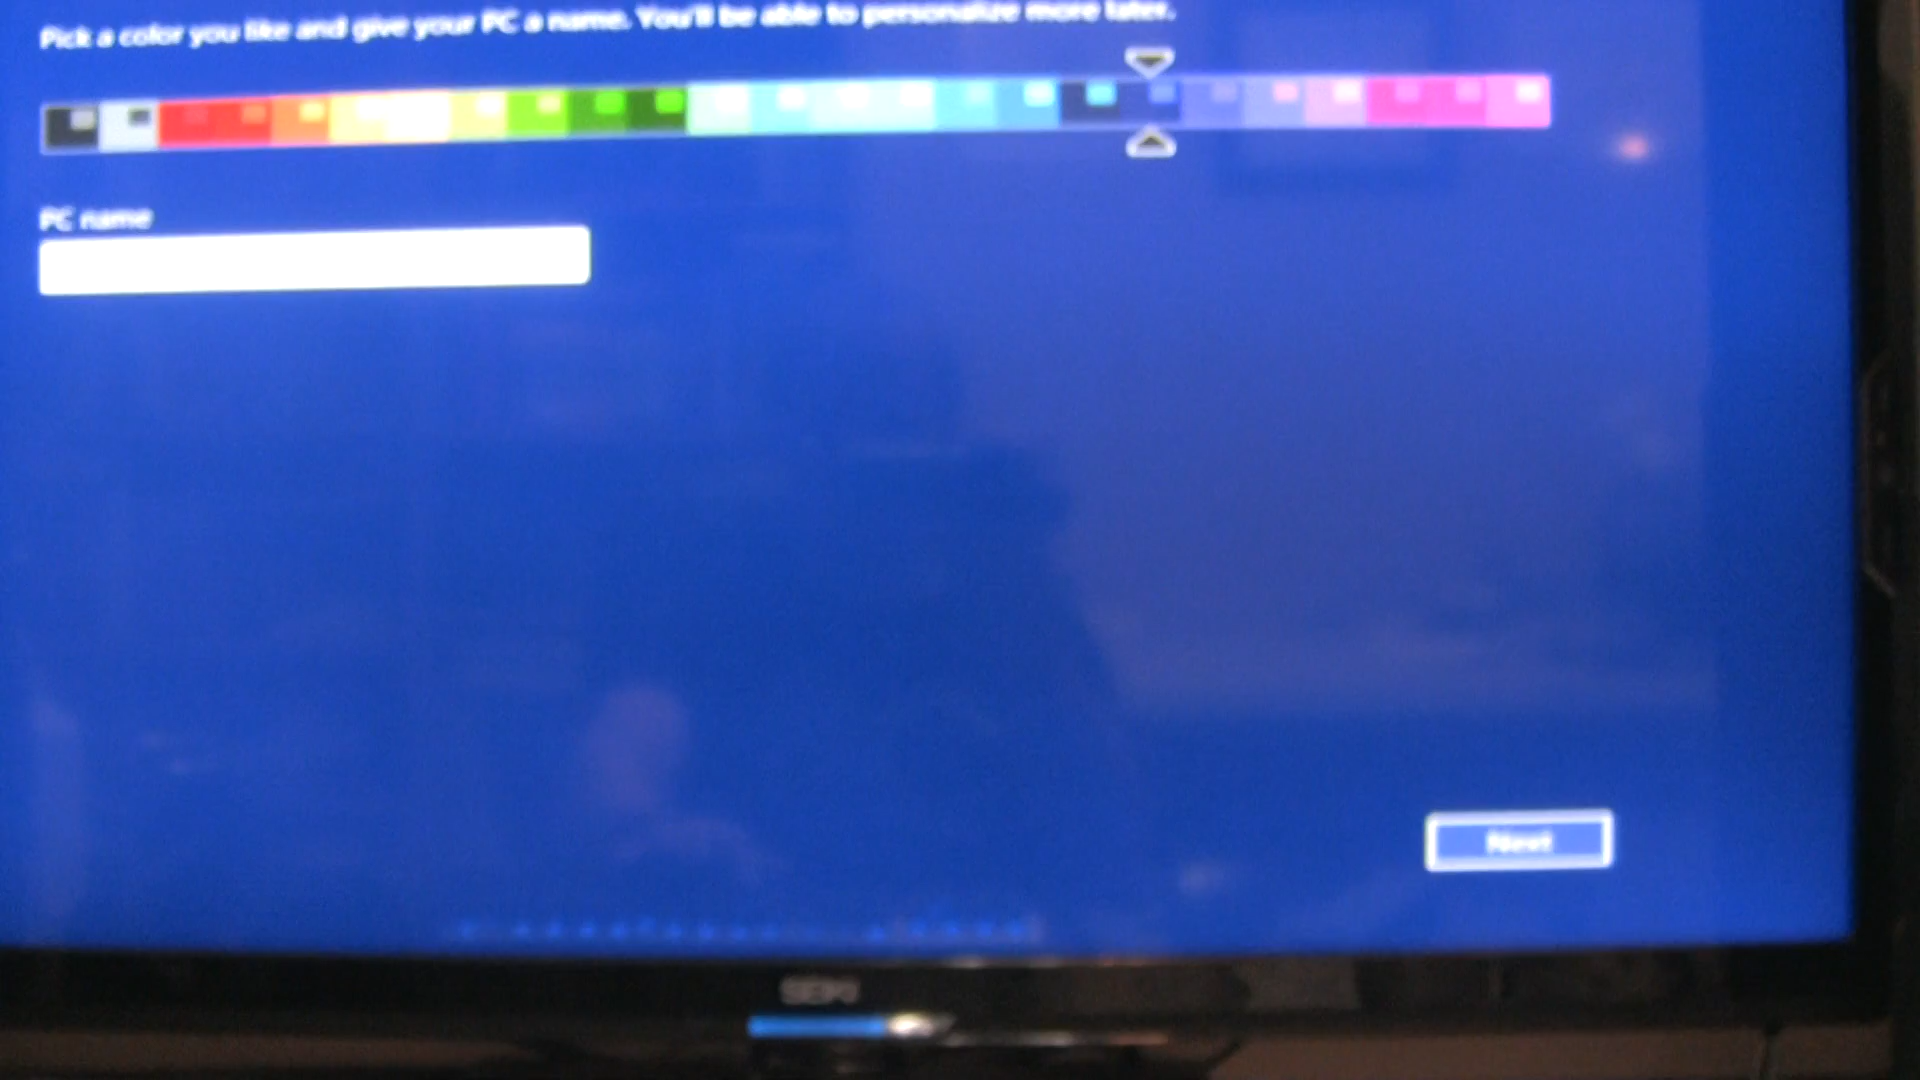 Pick a color you like and give your PC a name. You'll be able to personalize more later.
PC name
Next
SEIKI